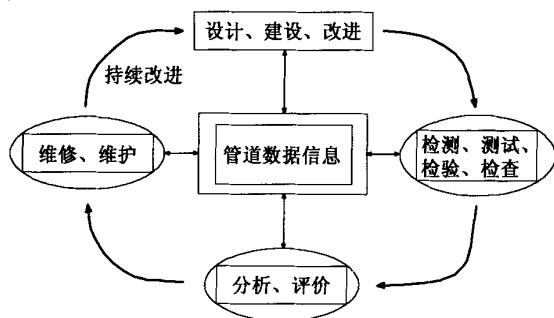 设计、建设、改进
持续改进
维修、维护
管道数据信息
检测、测试、
检验、检查
分析、评价